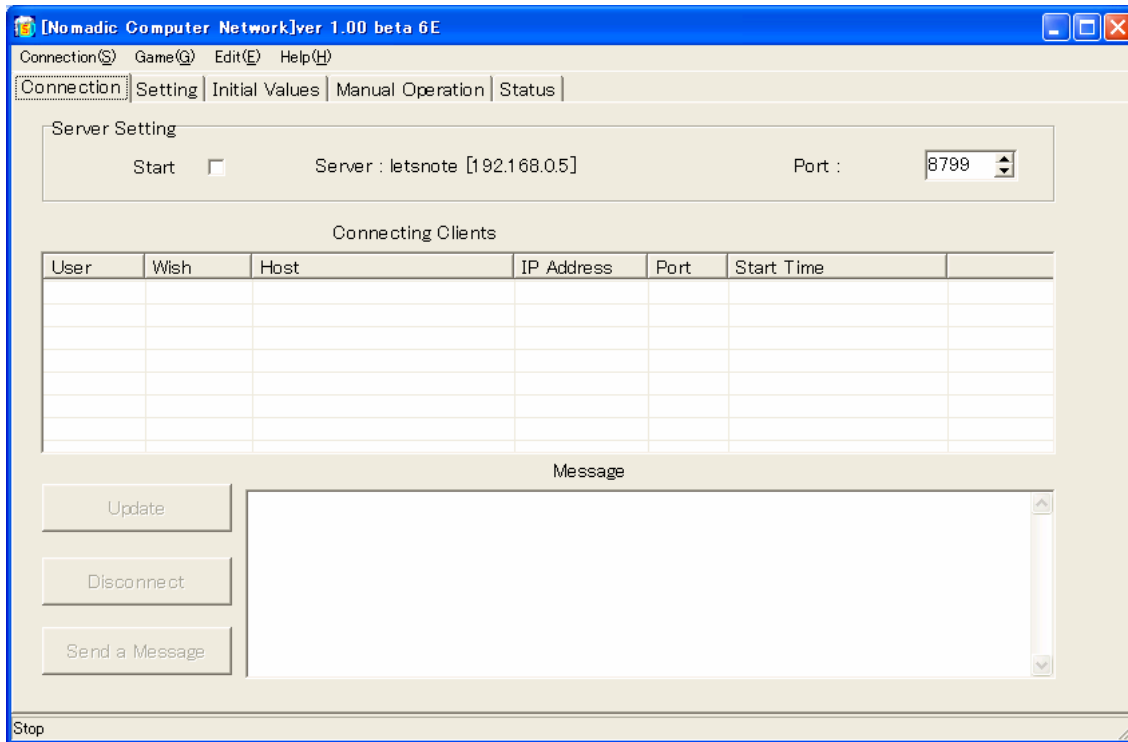 [Nomadic Computer Network]ver 1.00 beta 6E
Connection(S) Game(G) Edit(E) Help(H)
Connection Setting Initial Values Manual Operation Status
Server Setting
Start Server : letsnote [192.168.0.5] Port : 8799
Connecting Clients
User Wish Host IP Address Port Start Time
Message
Update
Disconnect
Send a Message
Stop